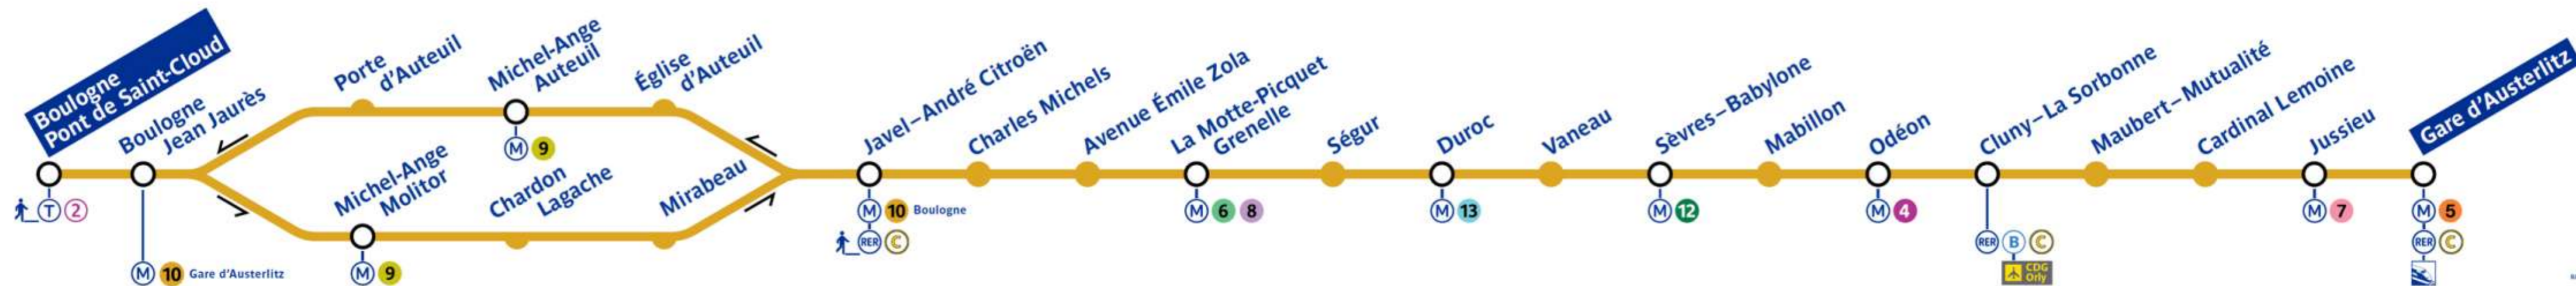 Boulogne
Pont de Saint-Cloud
T 2
Boulogne
Jean Jaurès
M 10 Gare d'Austerlitz
Porte
d'Auteuil
Michel-Ange
Auteuil
M 9
Église
d'Auteuil
Michel-Ange
Molitor
M 9
Chardon
Lagache
Mirabeau
Javel–André Citroën
M 10 Boulogne
RER C
Charles Michels
Avenue Émile Zola
La Motte-Picquet
Grenelle
M 6 8
Ségur
Duroc
M 13
Vaneau
Sèvres–Babylone
M 12
Mabillon
Odéon
M 4
Cluny–La Sorbonne
RER B C
CDG
Orly
Maubert–Mutualité
Cardinal Lemoine
Jussieu
M 7
Gare d'Austerlitz
M 5
RER C